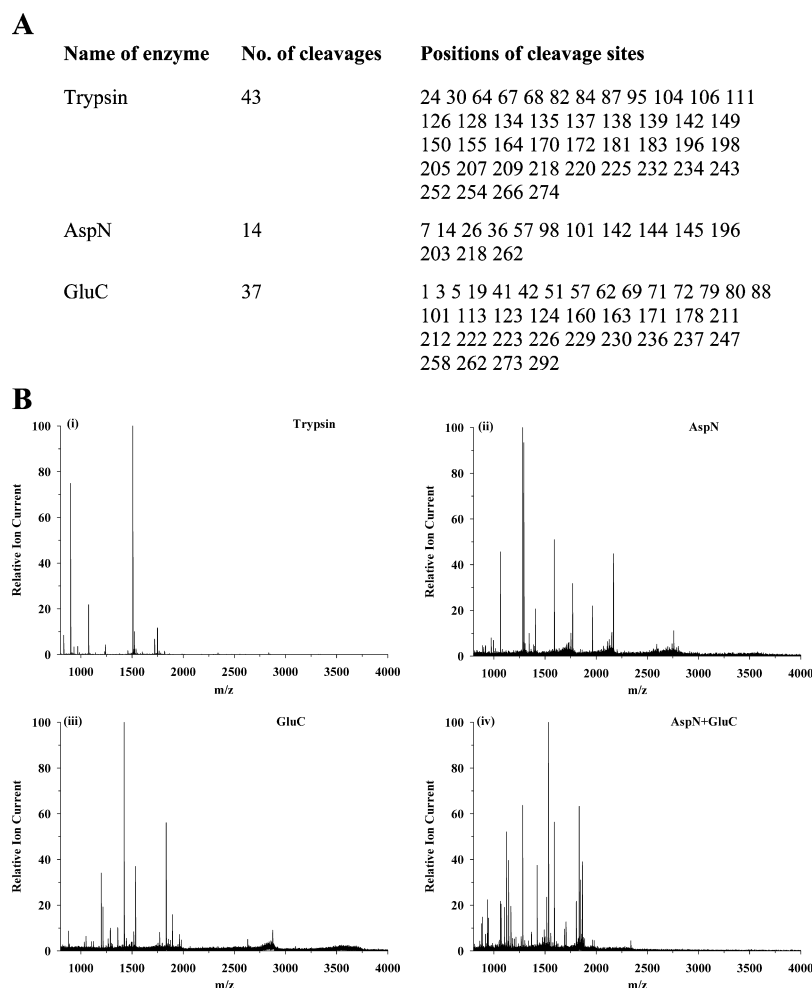 A
Name of enzyme No. of cleavages Positions of cleavage sites
Trypsin 43 24 30 64 67 68 82 84 87 95 104 106 111
126 128 134 135 137 138 139 142 149
150 155 164 170 172 181 183 196 198
205 207 209 218 220 225 232 234 243
252 254 266 274
AspN 14 7 14 26 36 57 98 101 142 144 145 196
203 218 262
GluC 37 1 3 5 19 41 42 51 57 62 69 71 72 79 80 88
101 113 123 124 160 163 171 178 211
212 222 223 226 229 230 236 237 247
258 262 273 292
B
(i) Trypsin
100
80
60
40
20
0
Relative Ion Current
1000 1500 2000 2500 3000 3500 4000
m/z
(ii) AspN
100
80
60
40
20
0
Relative Ion Current
1000 1500 2000 2500 3000 3500 4000
m/z
(iii) GluC
100
80
60
40
20
0
Relative Ion Current
1000 1500 2000 2500 3000 3500 4000
m/z
(iv) AspN+GluC
100
80
60
40
20
0
Relative Ion Current
1000 1500 2000 2500 3000 3500 4000
m/z